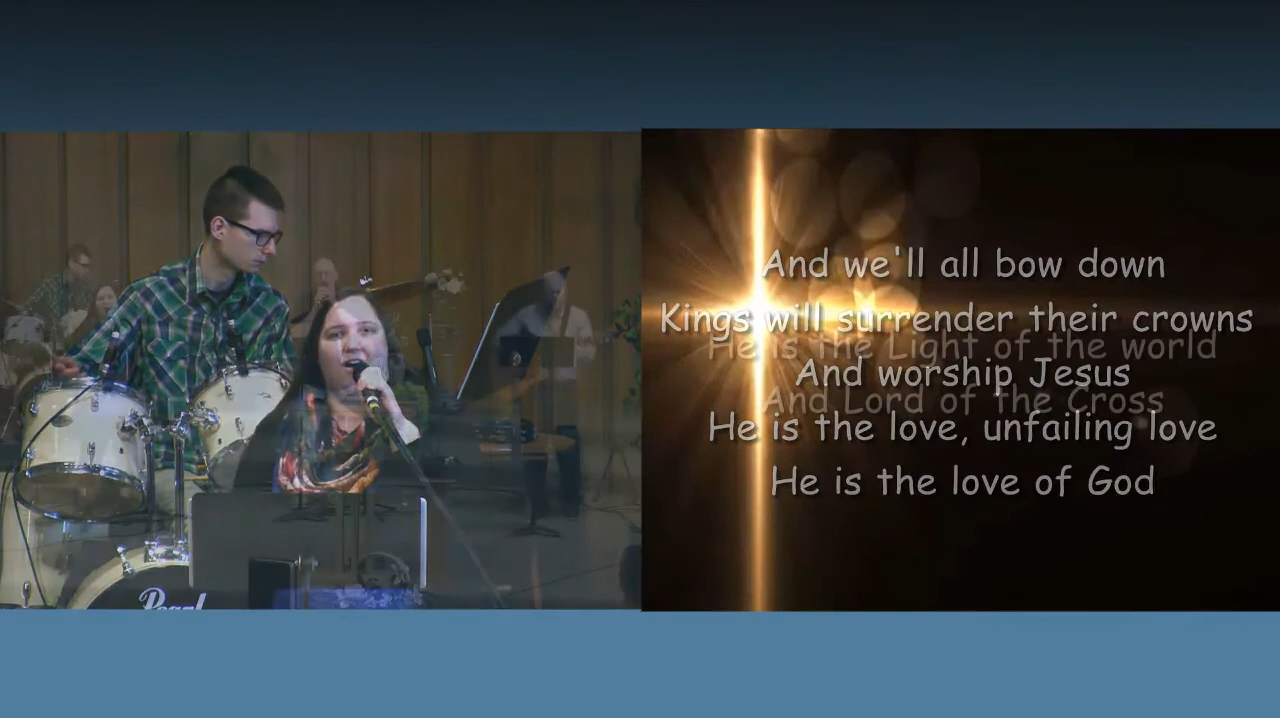 And we'll all bow down
Kings will surrender their crowns
He is the Light of the world
And worship Jesus
And Lord of the Cross
He is the love, unfailing love
He is the love of God
Pearl